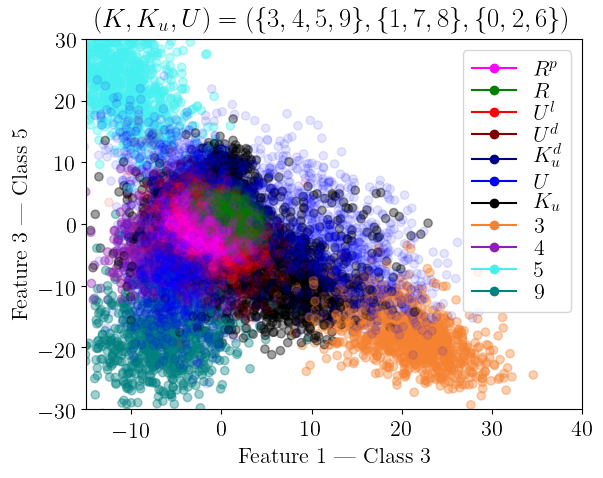 (K, K_u, U) = ({3, 4, 5, 9}, {1, 7, 8}, {0, 2, 6})
30
20
10
0
−10
−20
−30
Feature 3 — Class 5
R^p
R
U^l
U^d
K_u^d
U
K_u
3
4
5
9
−10
0
10
20
30
40
Feature 1 — Class 3